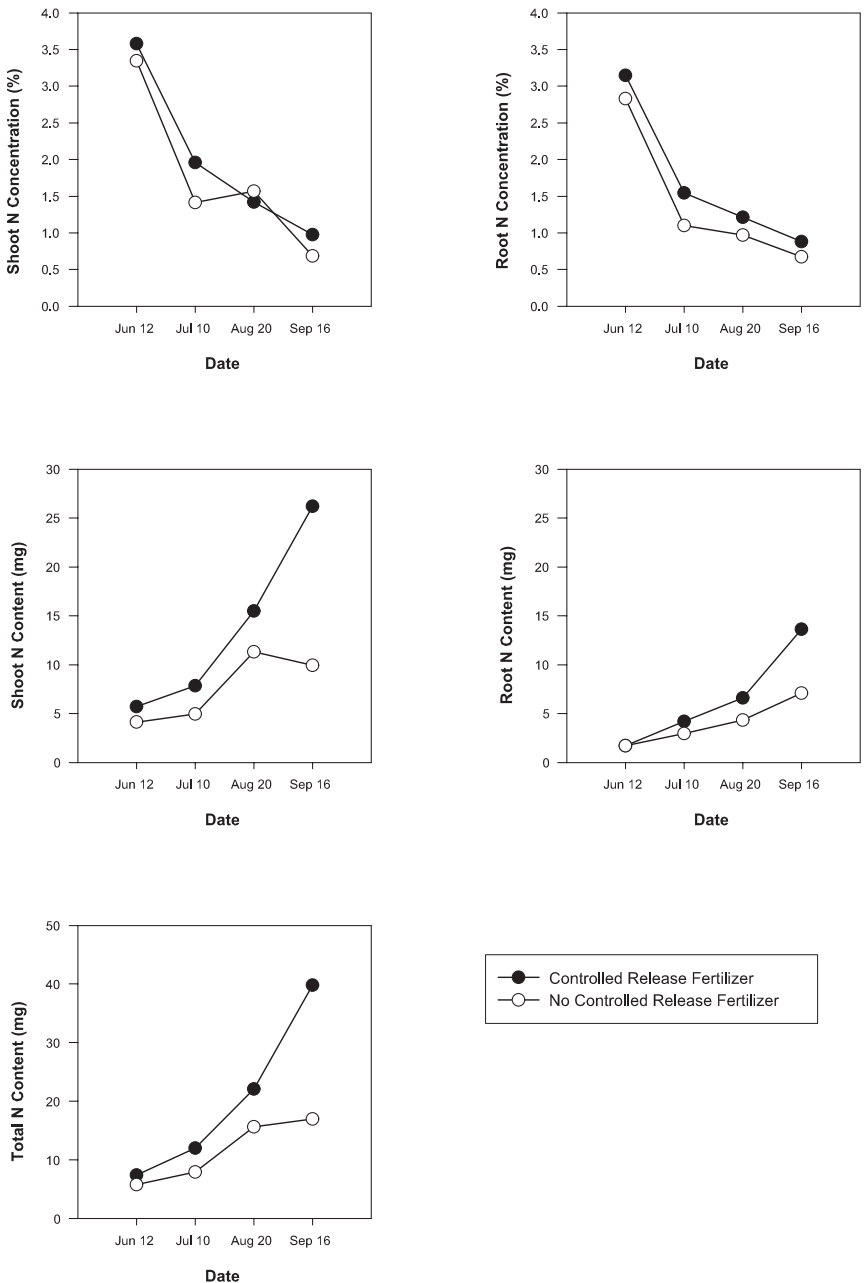 4.0
3.5
3.0
2.5
2.0
1.5
1.0
0.5
0.0
Shoot N Concentration (%)
Jun 12 Jul 10 Aug 20 Sep 16
Date
4.0
3.5
3.0
2.5
2.0
1.5
1.0
0.5
0.0
Root N Concentration (%)
Jun 12 Jul 10 Aug 20 Sep 16
Date
30
25
20
15
10
5
0
Shoot N Content (mg)
Jun 12 Jul 10 Aug 20 Sep 16
Date
30
25
20
15
10
5
0
Root N Content (mg)
Jun 12 Jul 10 Aug 20 Sep 16
Date
50
40
30
20
10
0
Total N Content (mg)
Jun 12 Jul 10 Aug 20 Sep 16
Date
Controlled Release Fertilizer
No Controlled Release Fertilizer